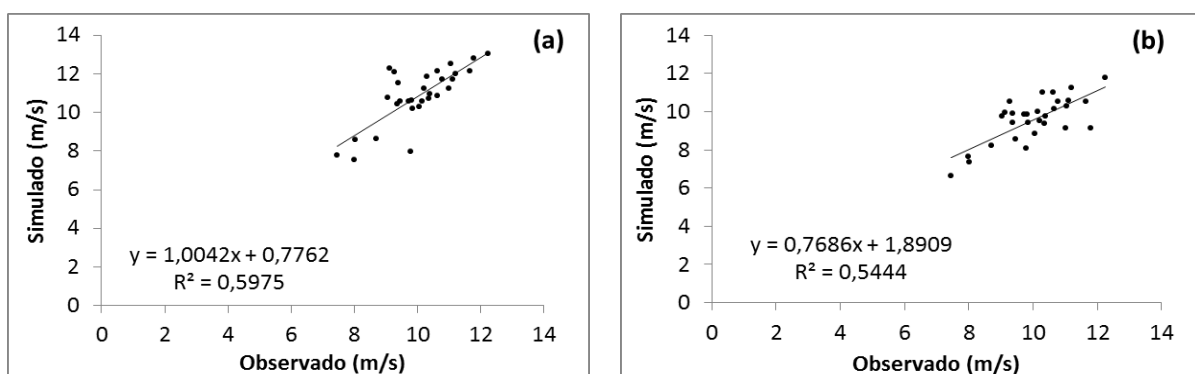 (a)
Simulado (m/s)
14
12
10
8
6
4
2
0
y = 1,0042x + 0,7762
R² = 0,5975
0 2 4 6 8 10 12 14
Observado (m/s)
(b)
Simulado (m/s)
14
12
10
8
6
4
2
0
y = 0,7686x + 1,8909
R² = 0,5444
0 2 4 6 8 10 12 14
Observado (m/s)